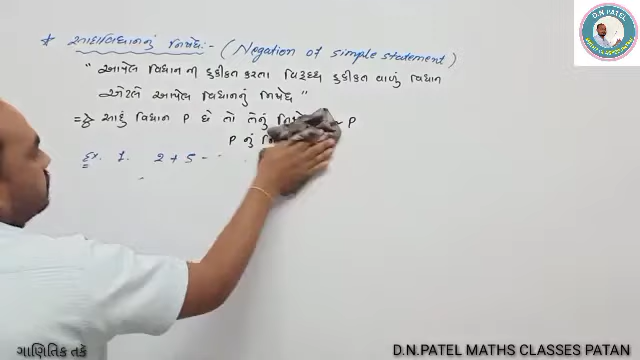 * સાદાવિધાનનું નિષેધ :- (Negation of simple statement)
" આપેલ વિધાન ની હકીકત કરતા વિરૂધ્ધ હકીકત વાળું વિધાન
એટલે આપેલ વિધાનનું નિષેધ "
=> સાદું વિધાન P છે તો તેનું ~ P
P નું
Ex. 1. 2 + 5 -
D.N.PATEL
ગાણિતિક તર્ક
D.N.PATEL MATHS CLASSES PATAN